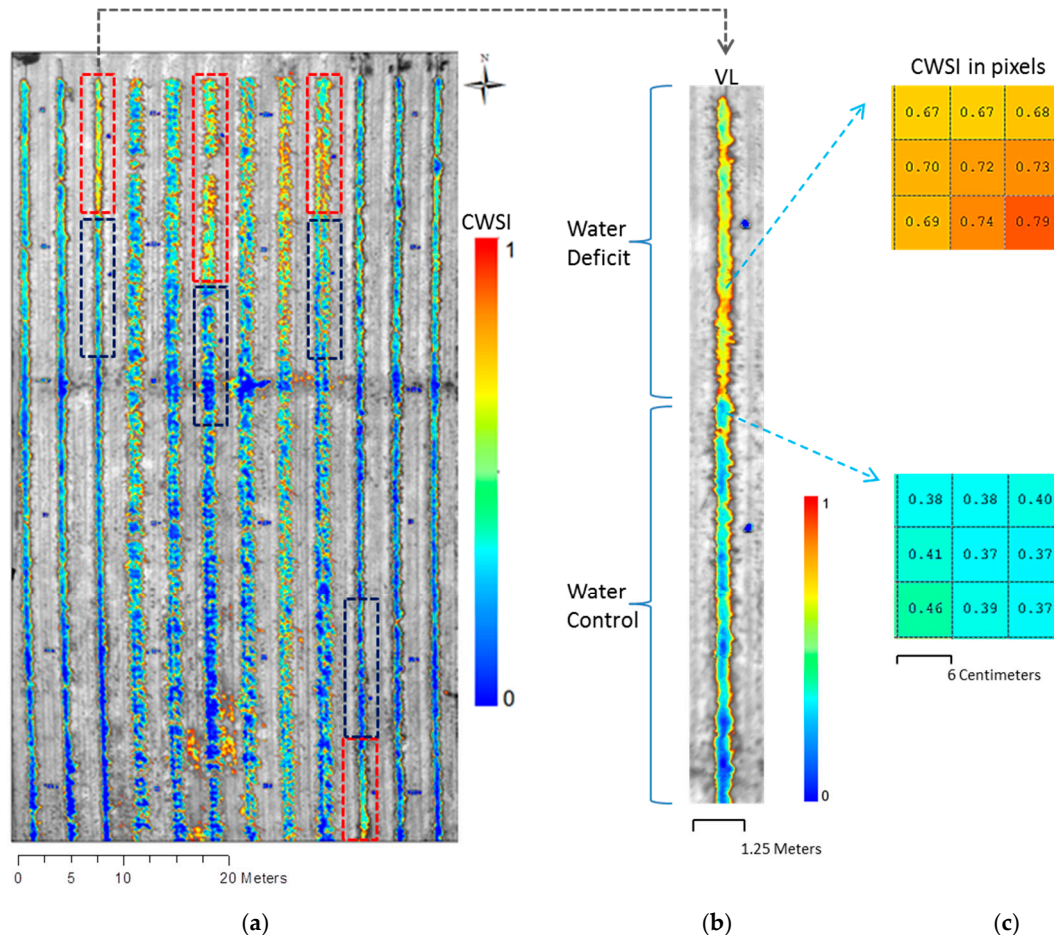 N
CWSI
1
0
0 5 10 20 Meters
(a)
VL
Water
Deficit
Water
Control
1
0
1.25 Meters
(b)
CWSI in pixels
0.67 0.67 0.68
0.70 0.72 0.73
0.69 0.74 0.79
0.38 0.38 0.40
0.41 0.37 0.37
0.46 0.39 0.37
6 Centimeters
(c)